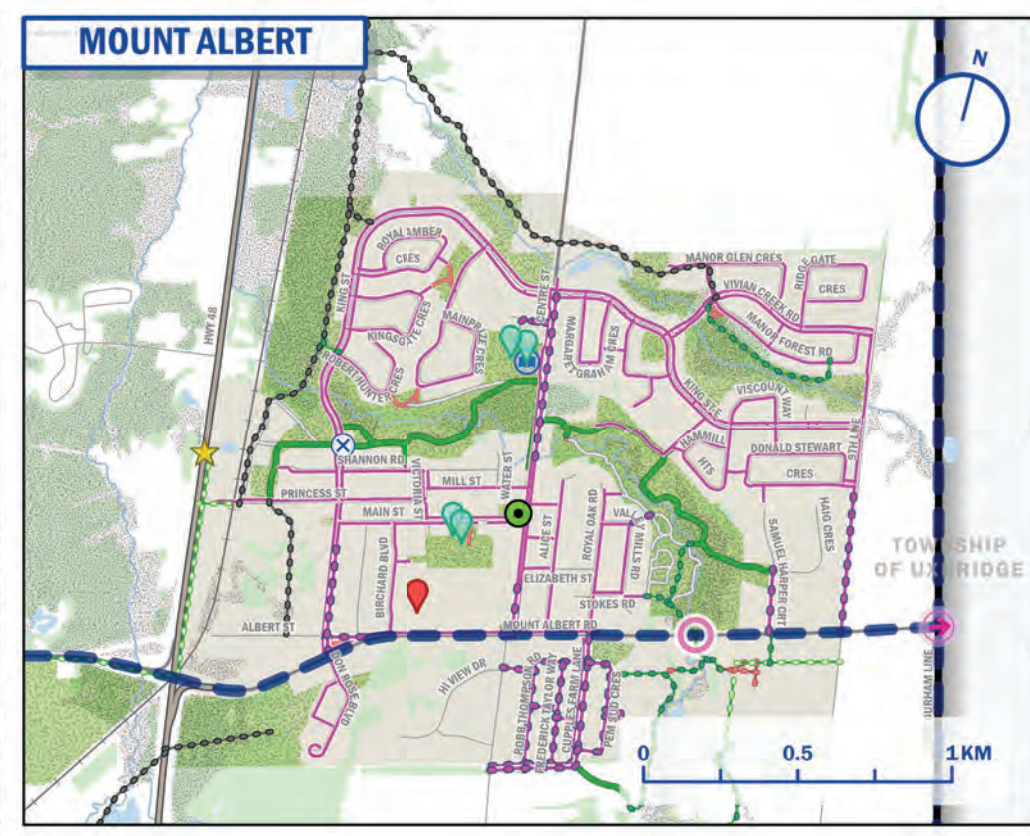 MOUNT ALBERT
N
HWY 48
ROYAL AMBER
CRES
KING ST
KINGSGATE CRES
MAINPRIZE CRES
ROBERT HUNTER CRES
CENTRE ST
MARGARET GRAHAM CRES
MANOR GLEN CRES
RIDGE GATE
CRES
VIVIAN CREEK RD
MANOR FOREST RD
KING ST E
VISCOUNT WAY
HAMMILL
HTS
DONALD STEWART
CRES
9TH LINE
SHANNON RD
VICTORIA ST
MILL ST
WATER ST
PRINCESS ST
MAIN ST
BIRCHARD BLVD
ALICE ST
ROYAL OAK RD
VALLEY MILLS RD
SAMUEL HARPER CRT
HAIG CRES
TOWNSHIP
OF UXBRIDGE
ELIZABETH ST
STOKES RD
ALBERT ST
MOUNT ALBERT RD
DON ROSE BLVD
HI VIEW DR
ROBB THOMPSON RD
FREDERICK TAYLOR WAY
CUPPLES FARM LANE
PEM SUD CRES
DURHAM LINE
0 0.5 1KM